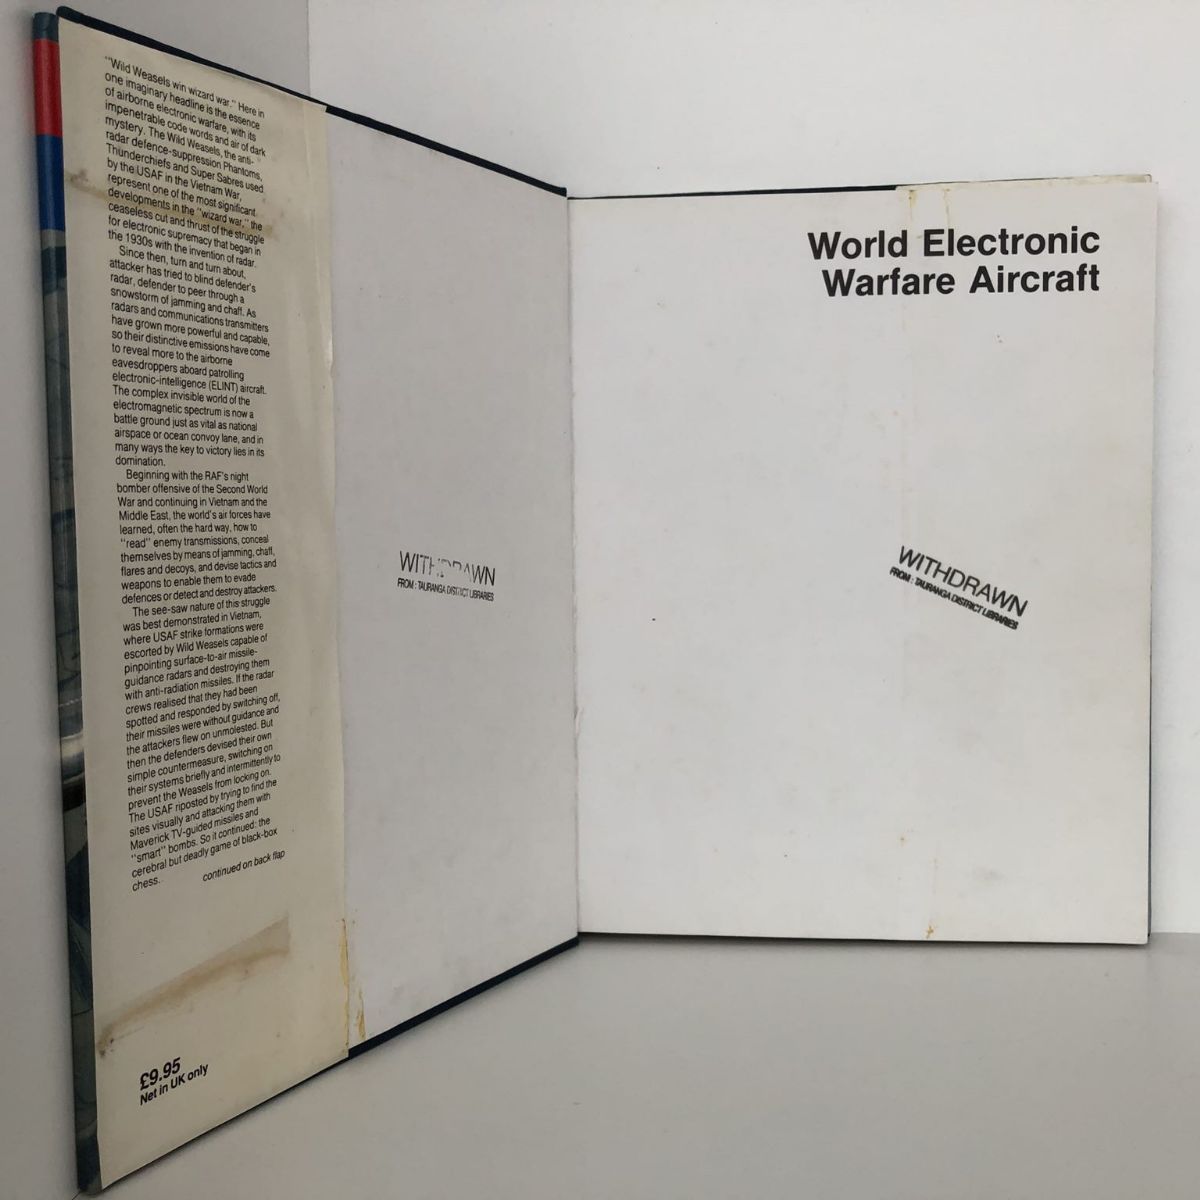 "Wild Weasels win wizard war." Here in
one imaginary headline is the essence
of airborne electronic warfare, with its
impenetrable code words and air of dark
mystery. The Wild Weasels, the anti-
radar defence-suppression Phantoms,
Thunderchiefs and Super Sabres used
by the USAF in the Vietnam War,
represent one of the most significant
developments in the "wizard war," the
ceaseless cut and thrust of the struggle
for electronic supremacy that began in
the 1930s with the invention of radar.
Since then, turn and turn about,
attacker has tried to blind defender's
radar, defender to peer through a
snowstorm of jamming and chaff. As
radars and communications transmitters
have grown more powerful and capable,
so their distinctive emissions have come
to reveal more to the airborne
eavesdroppers aboard patrolling
electronic-intelligence (ELINT) aircraft.
The complex invisible world of the
electromagnetic spectrum is now a
battle ground just as vital as national
airspace or ocean convoy lane, and in
many ways the key to victory lies in its
domination.
Beginning with the RAF's night
bomber offensive of the Second World
War and continuing in Vietnam and the
Middle East, the world's air forces have
learned, often the hard way, how to
"read" enemy transmissions, conceal
themselves by means of jamming, chaff,
flares and decoys, and devise tactics and
weapons to enable them to evade
defences or detect and destroy attackers.
The see-saw nature of this struggle
was best demonstrated in Vietnam,
where USAF strike formations were
escorted by Wild Weasels capable of
pinpointing surface-to-air missile-
guidance radars and destroying them
with anti-radiation missiles. If the radar
crews realised that they had been
spotted and responded by switching off,
their missiles were without guidance and
the attackers flew on unmolested. But
then the defenders devised their own
simple countermeasure, switching on
their systems briefly and intermittently to
prevent the Weasels from locking on.
The USAF riposted by trying to find the
sites visually and attacking them with
Maverick TV-guided missiles and
"smart" bombs. So it continued: the
cerebral but deadly game of black-box
chess.
continued on back flap
£9.95
Net in UK only
WITHDRAWN
FROM: TAURANGA DISTRICT LIBRARIES
World Electronic
Warfare Aircraft
WITHDRAWN
FROM: TAURANGA DISTRICT LIBRARIES